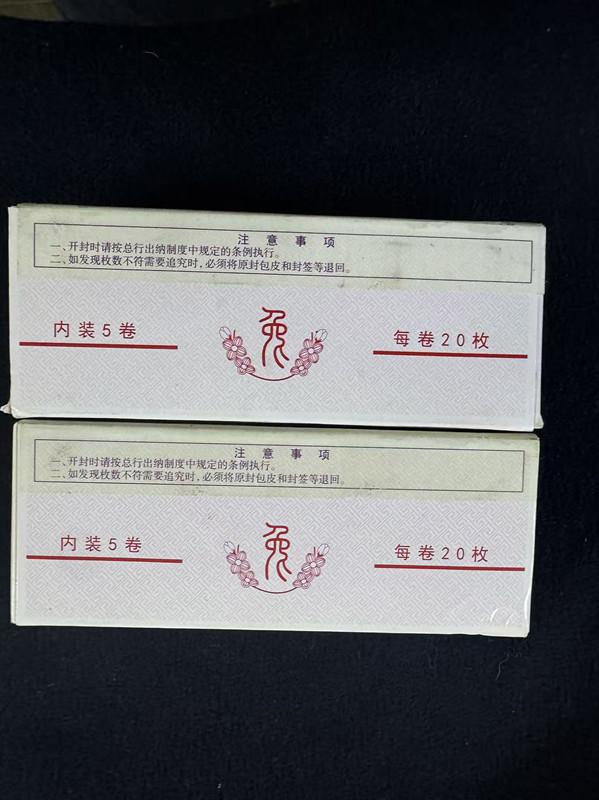 注意事项
一、开封时请按总行出纳制度中规定的条例执行。
二、如发现枚数不符需要追究时，必须将原封包皮和封签等退回。
内装5卷
兔
每卷20枚
注意事项
一、开封时请按总行出纳制度中规定的条例执行。
二、如发现枚数不符需要追究时，必须将原封包皮和封签等退回。
内装5卷
兔
每卷20枚